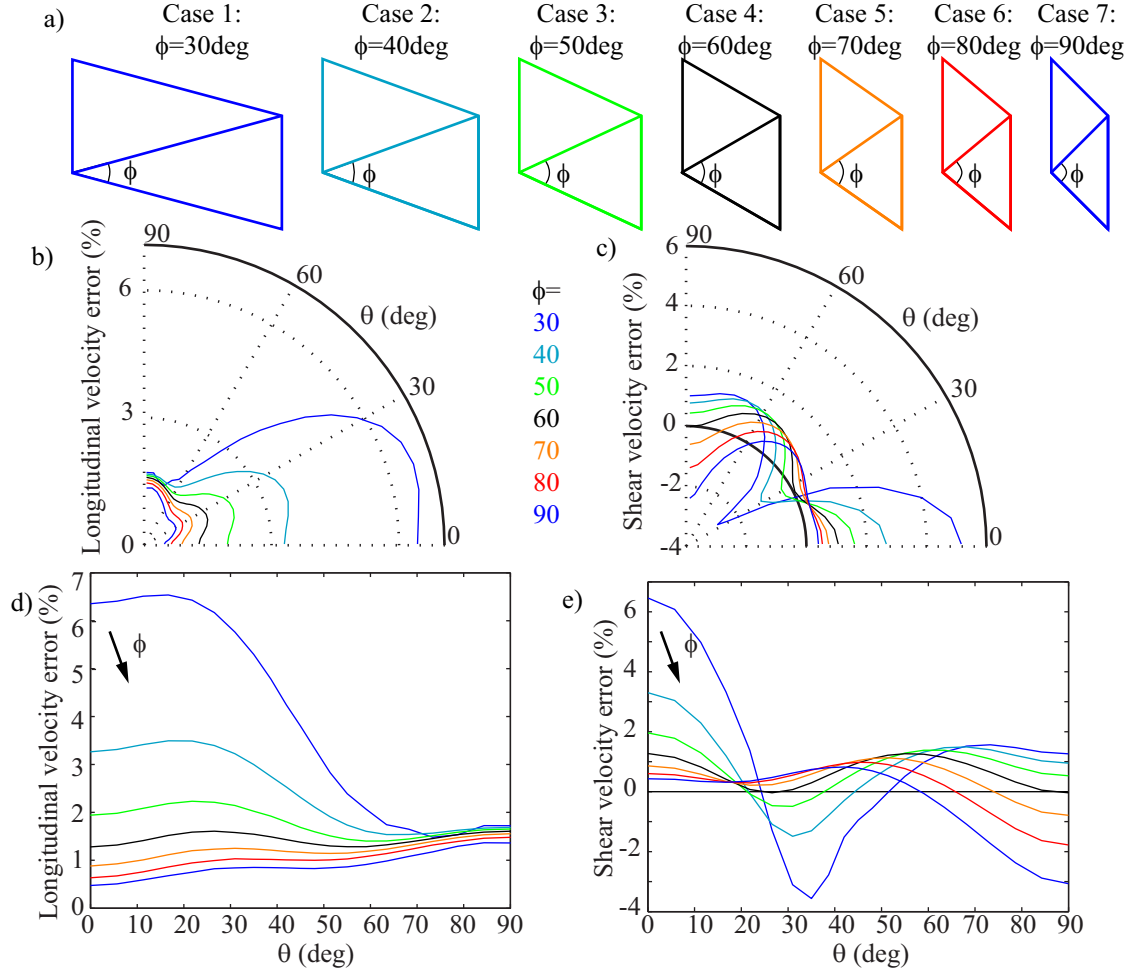 a)
Case 1:
ϕ=30deg
Case 2:
ϕ=40deg
Case 3:
ϕ=50deg
Case 4:
ϕ=60deg
Case 5:
ϕ=70deg
Case 6:
ϕ=80deg
Case 7:
ϕ=90deg
ϕ
ϕ
ϕ
ϕ
ϕ
ϕ
ϕ
b)
Longitudinal velocity error (%)
90
6
3
0
60
θ (deg)
30
0
ϕ=
30
40
50
60
70
80
90
c)
Shear velocity error (%)
90
6
4
2
0
-2
-4
60
θ (deg)
30
0
d)
Longitudinal velocity error (%)
7
6
5
4
3
2
1
0
ϕ
0 10 20 30 40 50 60 70 80 90
θ (deg)
e)
Shear velocity error (%)
6
4
2
0
-2
-4
ϕ
0 10 20 30 40 50 60 70 80 90
θ (deg)